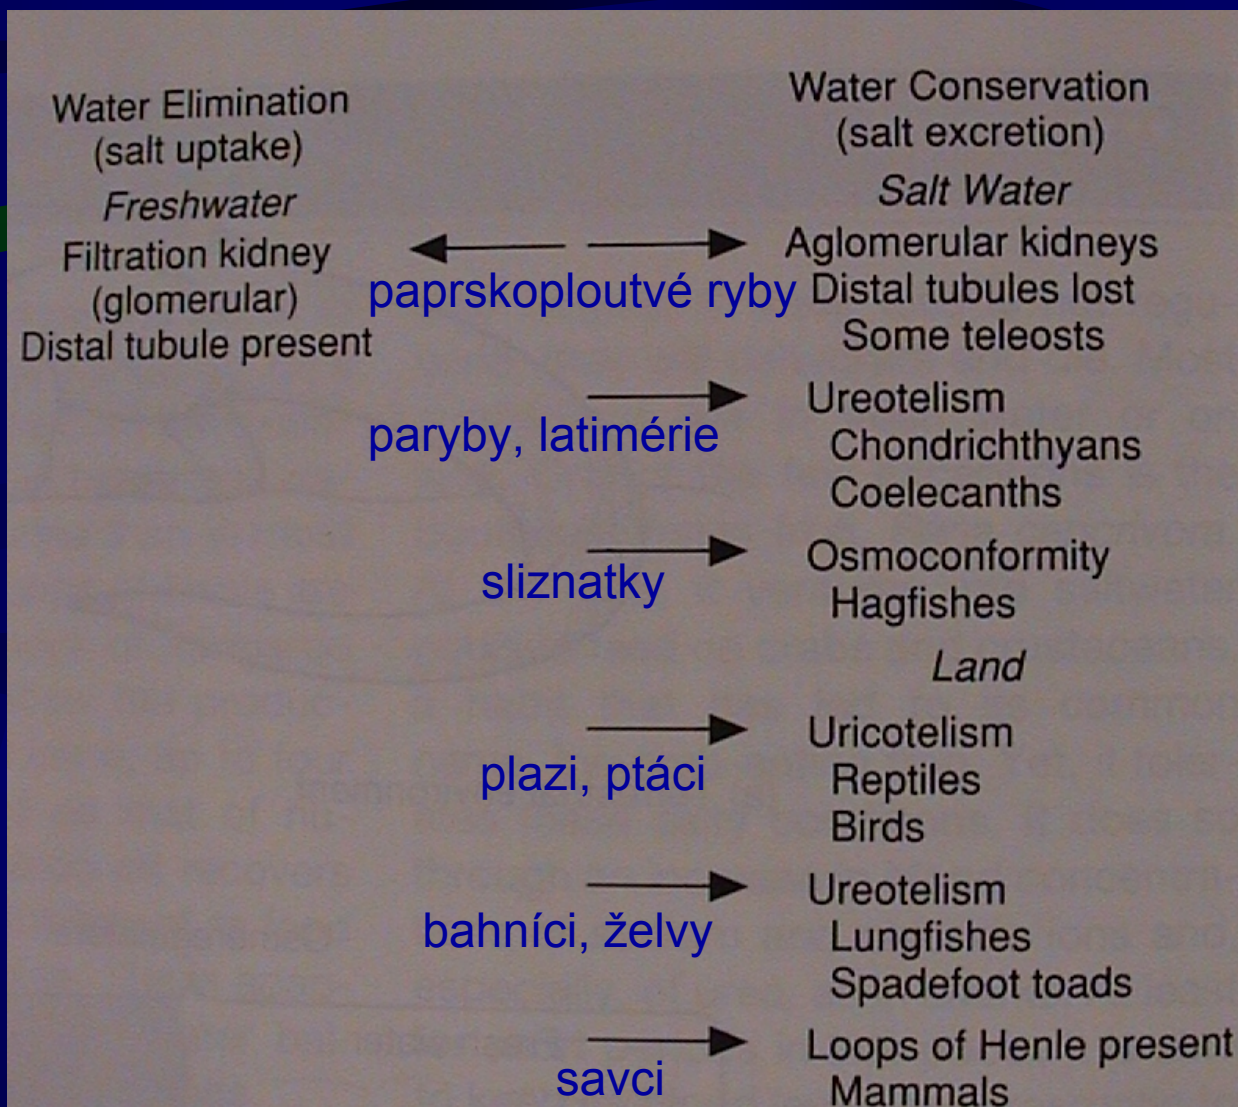 Water Elimination
(salt uptake)
Freshwater
Filtration kidney
(glomerular)
Distal tubule present
Water Conservation
(salt excretion)
Salt Water
Aglomerular kidneys
paprskoploutvé ryby
Distal tubules lost
Some teleosts
Ureotelism
paryby, latimérie
Chondrichthyans
Coelecanths
Osmoconformity
sliznatky
Hagfishes
Land
Uricotelism
plazi, ptáci
Reptiles
Birds
Ureotelism
bahníci, želvy
Lungfishes
Spadefoot toads
Loops of Henle present
savci
Mammals